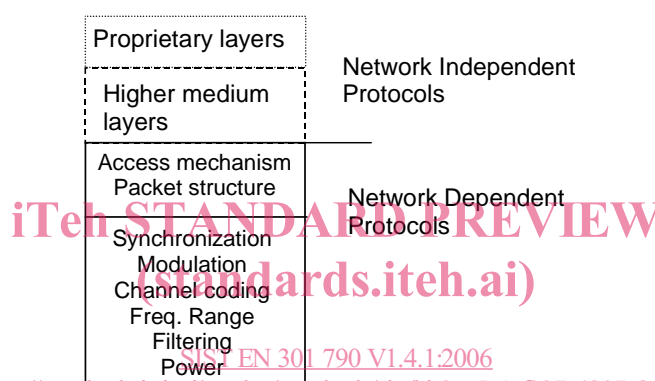 Proprietary layers
Network Independent
Protocols
Higher medium
layers
Access mechanism
Packet structure
Network Dependent
Protocols
iTeh STANDARD PREVIEW
(standards.iteh.ai)
Synchronization
Modulation
Channel coding
Freq. Range
Filtering
Power
SIST EN 301 790 V1.4.1:2006